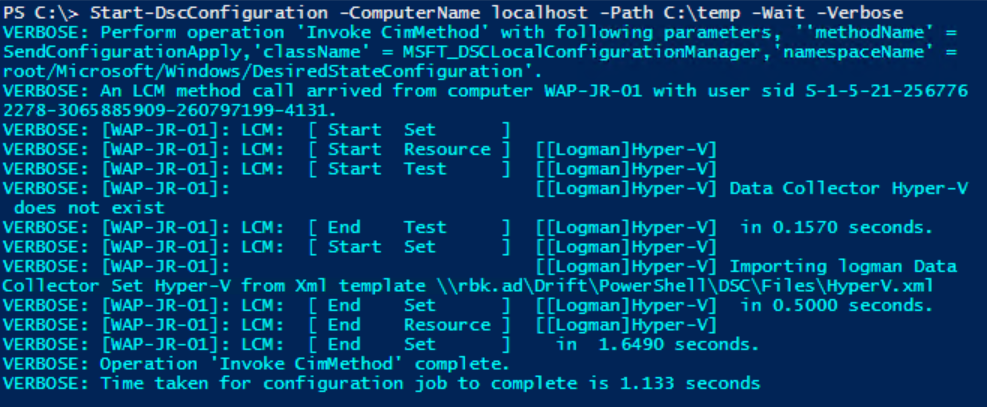 PS C:\> Start-DscConfiguration -ComputerName localhost -Path C:\temp -Wait -Verbose
VERBOSE: Perform operation 'Invoke CimMethod' with following parameters, ''methodName' =
SendConfigurationApply,'className' = MSFT_DSCLocalConfigurationManager,'namespaceName' =
root/Microsoft/Windows/DesiredStateConfiguration'.
VERBOSE: An LCM method call arrived from computer WAP-JR-01 with user sid S-1-5-21-256776
2278-3065885909-260797199-4131.
VERBOSE: [WAP-JR-01]: LCM:  [ Start  Set      ]
VERBOSE: [WAP-JR-01]: LCM:  [ Start  Resource ]  [[Logman]Hyper-V]
VERBOSE: [WAP-JR-01]: LCM:  [ Start  Test     ]  [[Logman]Hyper-V]
VERBOSE: [WAP-JR-01]:                            [[Logman]Hyper-V] Data Collector Hyper-V
 does not exist
VERBOSE: [WAP-JR-01]: LCM:  [ End    Test     ]  [[Logman]Hyper-V]  in 0.1570 seconds.
VERBOSE: [WAP-JR-01]: LCM:  [ Start  Set      ]  [[Logman]Hyper-V]
VERBOSE: [WAP-JR-01]:                            [[Logman]Hyper-V] Importing logman Data
Collector Set Hyper-V from Xml template \\rbk.ad\Drift\PowerShell\DSC\Files\HyperV.xml
VERBOSE: [WAP-JR-01]: LCM:  [ End    Set      ]  [[Logman]Hyper-V]  in 0.5000 seconds.
VERBOSE: [WAP-JR-01]: LCM:  [ End    Resource ]  [[Logman]Hyper-V]
VERBOSE: [WAP-JR-01]: LCM:  [ End    Set      ]    in  1.6490 seconds.
VERBOSE: Operation 'Invoke CimMethod' complete.
VERBOSE: Time taken for configuration job to complete is 1.133 seconds